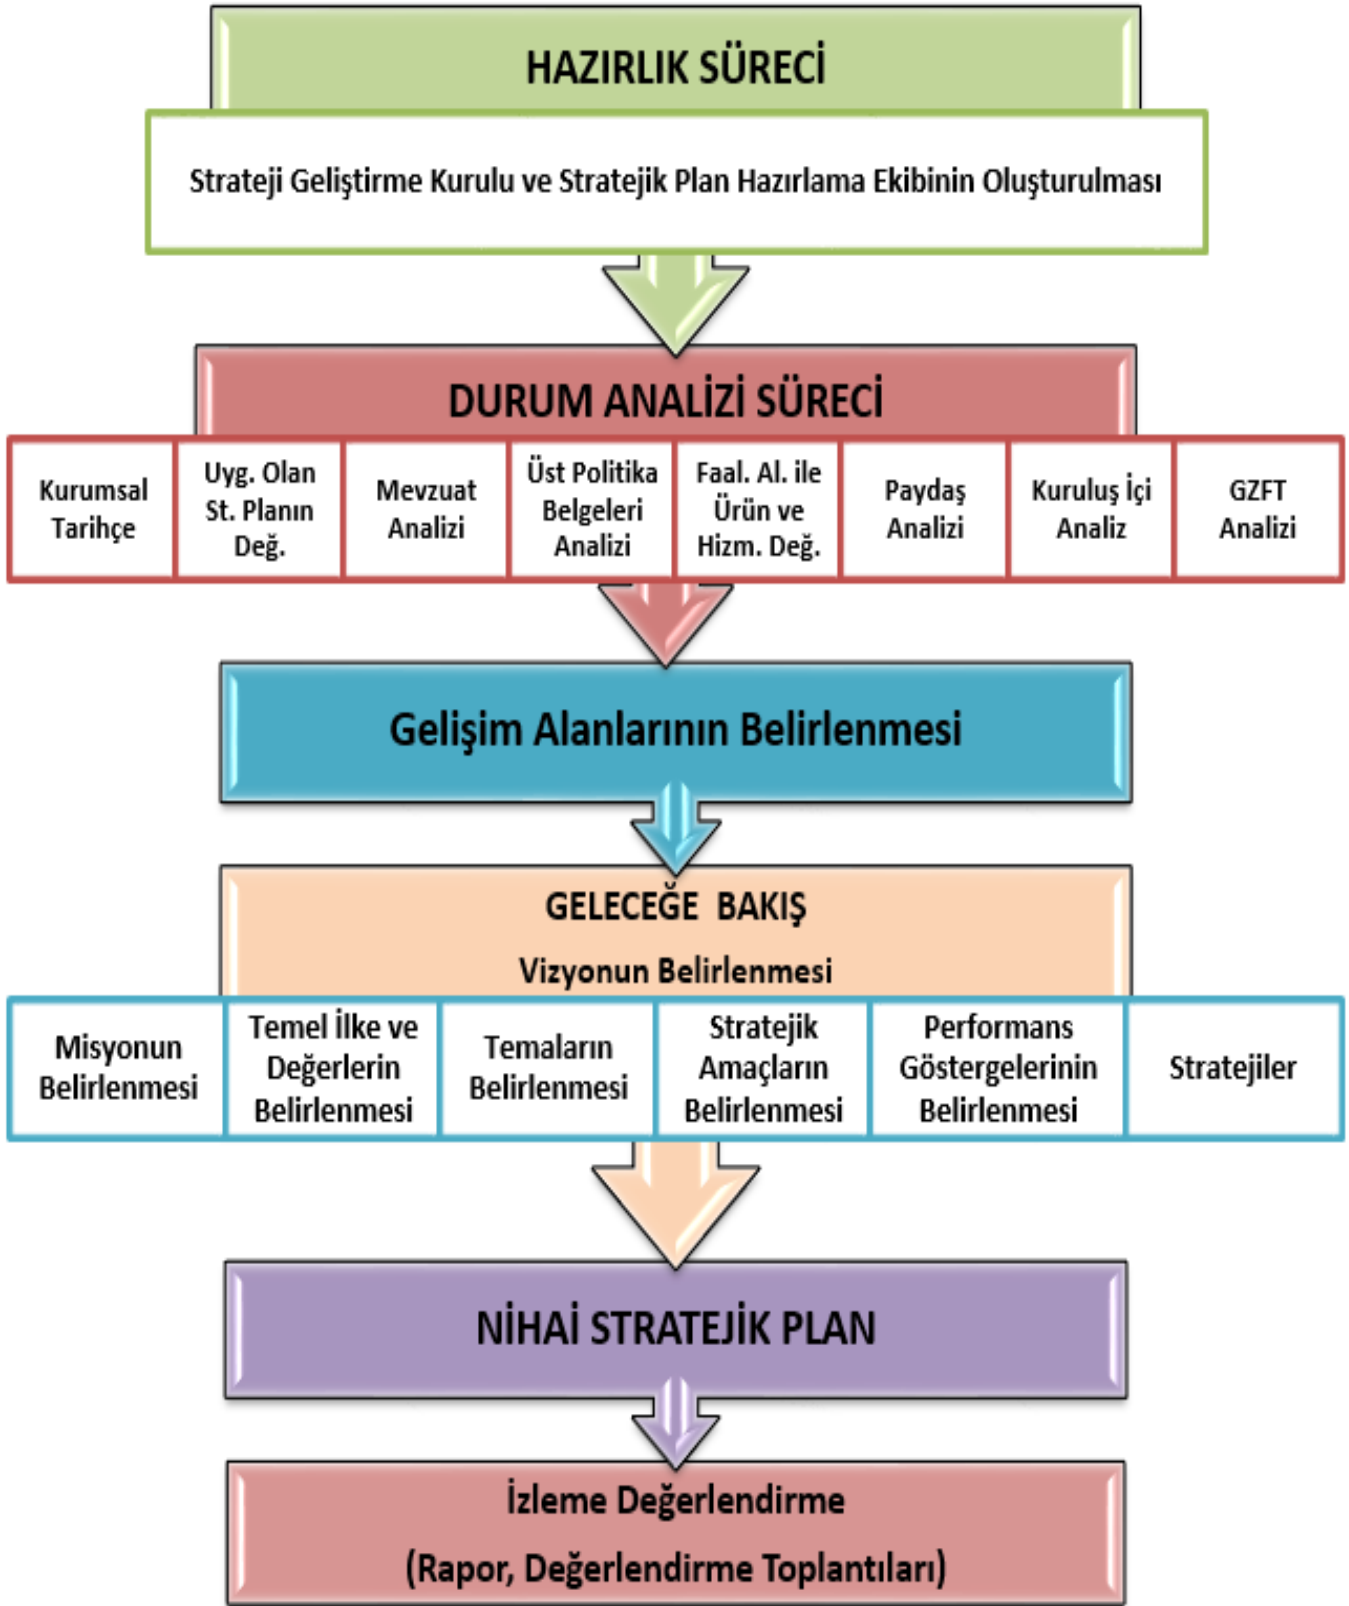 HAZIRLIK SÜRECİ
Strateji Geliştirme Kurulu ve Stratejik Plan Hazırlama Ekibinin Oluşturulması
DURUM ANALİZİ SÜRECİ
Kurumsal
Tarihçe
Uyg. Olan
St. Planın
Değ.
Mevzuat
Analizi
Üst Politika
Belgeleri
Analizi
Faal. Al. ile
Ürün ve
Hizm. Değ.
Paydaş
Analizi
Kuruluş İçi
Analiz
GZFT
Analizi
Gelişim Alanlarının Belirlenmesi
GELECEĞE BAKIŞ
Vizyonun Belirlenmesi
Misyonun
Belirlenmesi
Temel İlke ve
Değerlerin
Belirlenmesi
Temaların
Belirlenmesi
Stratejik
Amaçların
Belirlenmesi
Performans
Göstergelerinin
Belirlenmesi
Stratejiler
NİHAİ STRATEJİK PLAN
İzleme Değerlendirme
(Rapor, Değerlendirme Toplantıları)